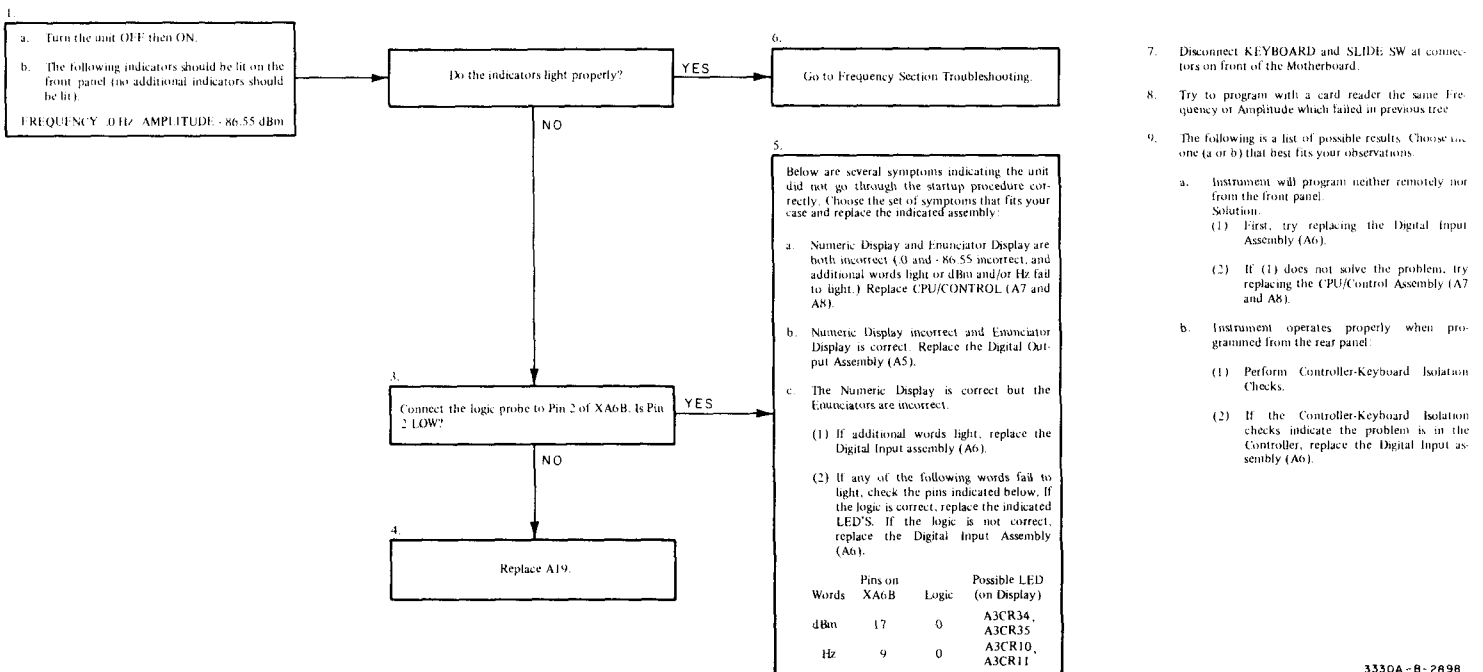 1.
a. Turn the unit OFF then ON.
b. The following indicators should be lit on the
front panel (no additional indicators should
be lit).
FREQUENCY .0 Hz AMPLITUDE - 86.55 dBm
Do the indicators light properly?
YES
NO
6.
Go to Frequency Section Troubleshooting.
3.
Connect the logic probe to Pin 2 of XA6B. Is Pin
2 LOW?
YES
NO
4.
Replace A19.
5.
Below are several symptoms indicating the unit
did not go through the startup procedure cor-
rectly. Choose the set of symptoms that fits your
case and replace the indicated assembly:
a. Numeric Display and Enunciator Display are
both incorrect (.0 and - 86.55 incorrect, and
additional words light or dBm and/or Hz fail
to light.) Replace CPU/CONTROL (A7 and
A8).
b. Numeric Display incorrect and Enunciator
Display is correct. Replace the Digital Out-
put Assembly (A5).
c. The Numeric Display is correct but the
Enunciators are incorrect.
(1) If additional words light, replace the
Digital Input assembly (A6).
(2) If any of the following words fail to
light, check the pins indicated below. If
the logic is correct, replace the indicated
LED'S. If the logic is not correct,
replace the Digital Input Assembly
(A6).
Words Pins on XA6B Logic Possible LED (on Display)
dBm 17 0 A3CR34, A3CR35
Hz 9 0 A3CR10, A3CR11
7. Disconnect KEYBOARD and SLIDE SW at connec-
tors on front of the Motherboard.
8. Try to program with a card reader the same Fre-
quency or Amplitude which failed in previous tree
9. The following is a list of possible results. Choose the
one (a or b) that best fits your observations.
a. Instrument will program neither remotely nor
from the front panel.
Solution.
(1) First, try replacing the Digital Input
Assembly (A6).
(2) If (1) does not solve the problem, try
replacing the CPU/Control Assembly (A7
and A8).
b. Instrument operates properly when pro-
grammed from the rear panel:
(1) Perform Controller-Keyboard Isolation
Checks.
(2) If the Controller-Keyboard Isolation
checks indicate the problem is in the
Controller, replace the Digital Input as-
sembly (A6).
3330A-B-2898